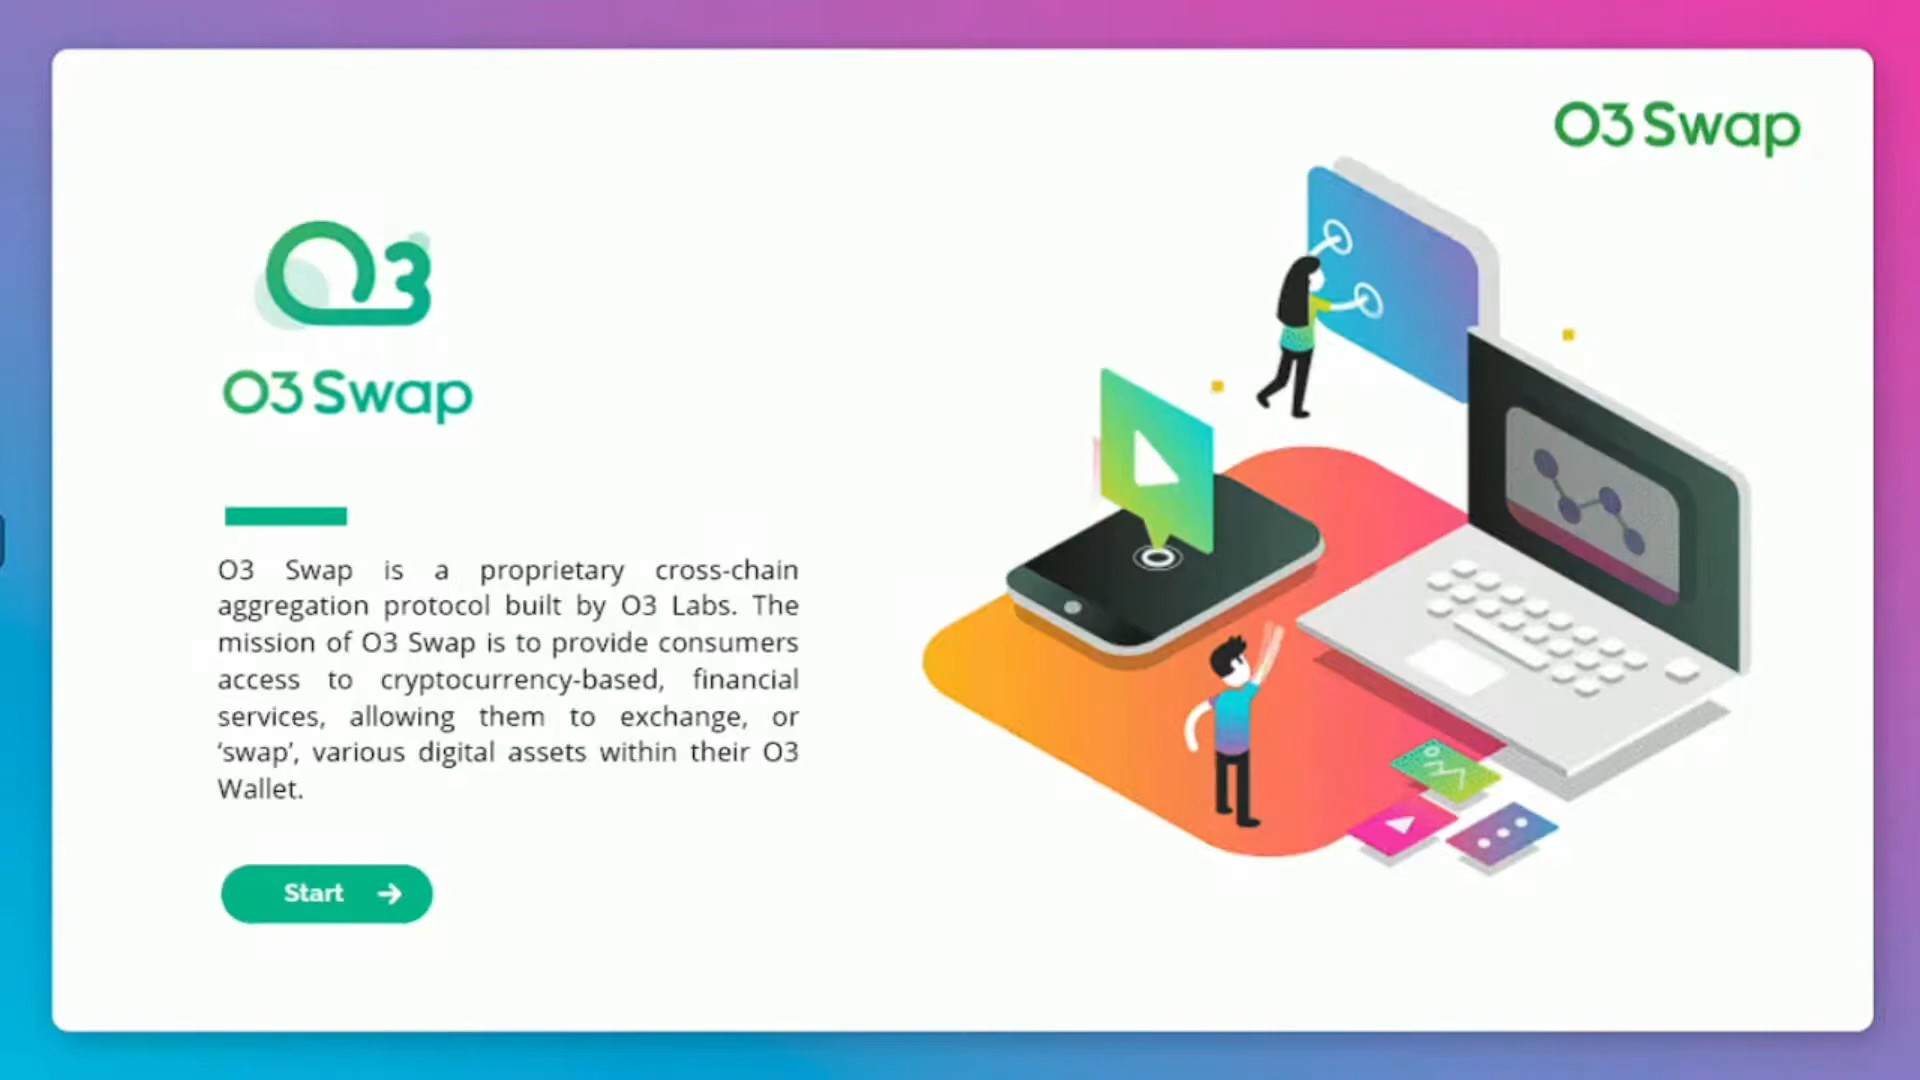 O3 Swap
O3
O3 Swap
O3 Swap is a proprietary cross-chain
aggregation protocol built by O3 Labs. The
mission of O3 Swap is to provide consumers
access to cryptocurrency-based, financial
services, allowing them to exchange, or
‘swap’, various digital assets within their O3
Wallet.
Start